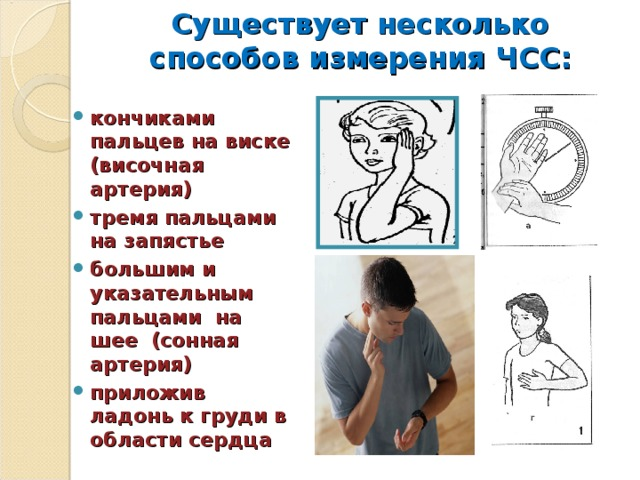 Существует несколько
способов измерения ЧСС:
кончиками
пальцев на виске
(височная
артерия)
тремя пальцами
на запястье
большим и
указательным
пальцами на
шее (сонная
артерия)
приложив
ладонь к груди в
области сердца
а
г
1